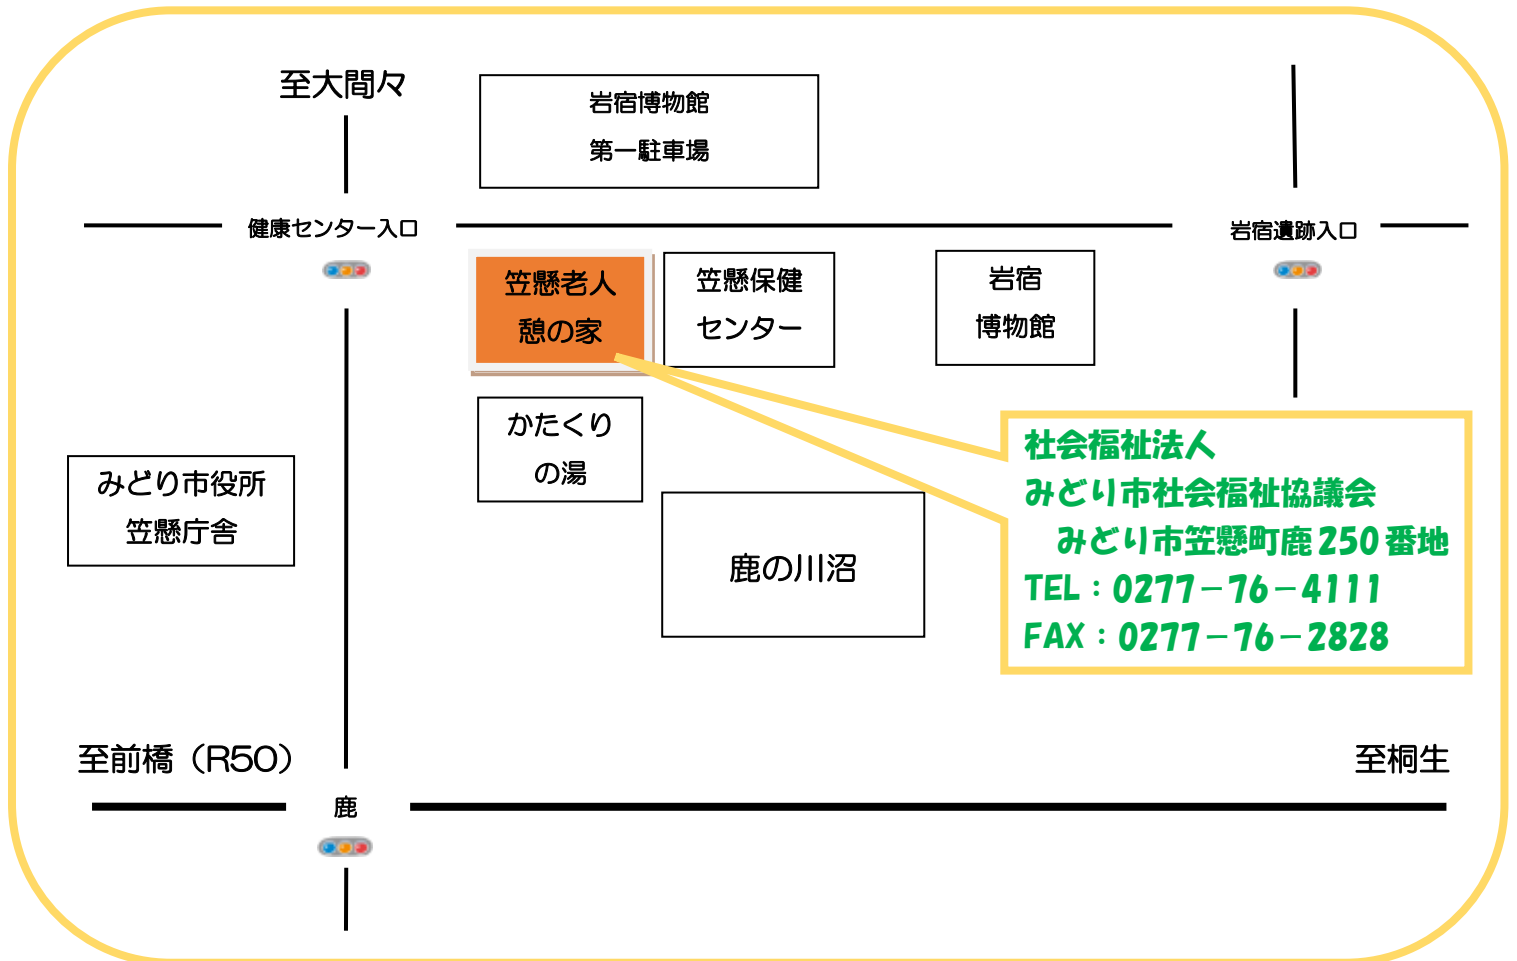 至大間々
岩宿博物館
第一駐車場
健康センター入口
岩宿遺跡入口
笠懸老人
憩の家
笠懸保健
センター
岩宿
博物館
かたくり
の湯
みどり市役所
笠懸庁舎
鹿の川沼
社会福祉法人
みどり市社会福祉協議会
みどり市笠懸町鹿250番地
TEL：0277－76－4111
FAX：0277－76－2828
至前橋（R50）
至桐生
鹿